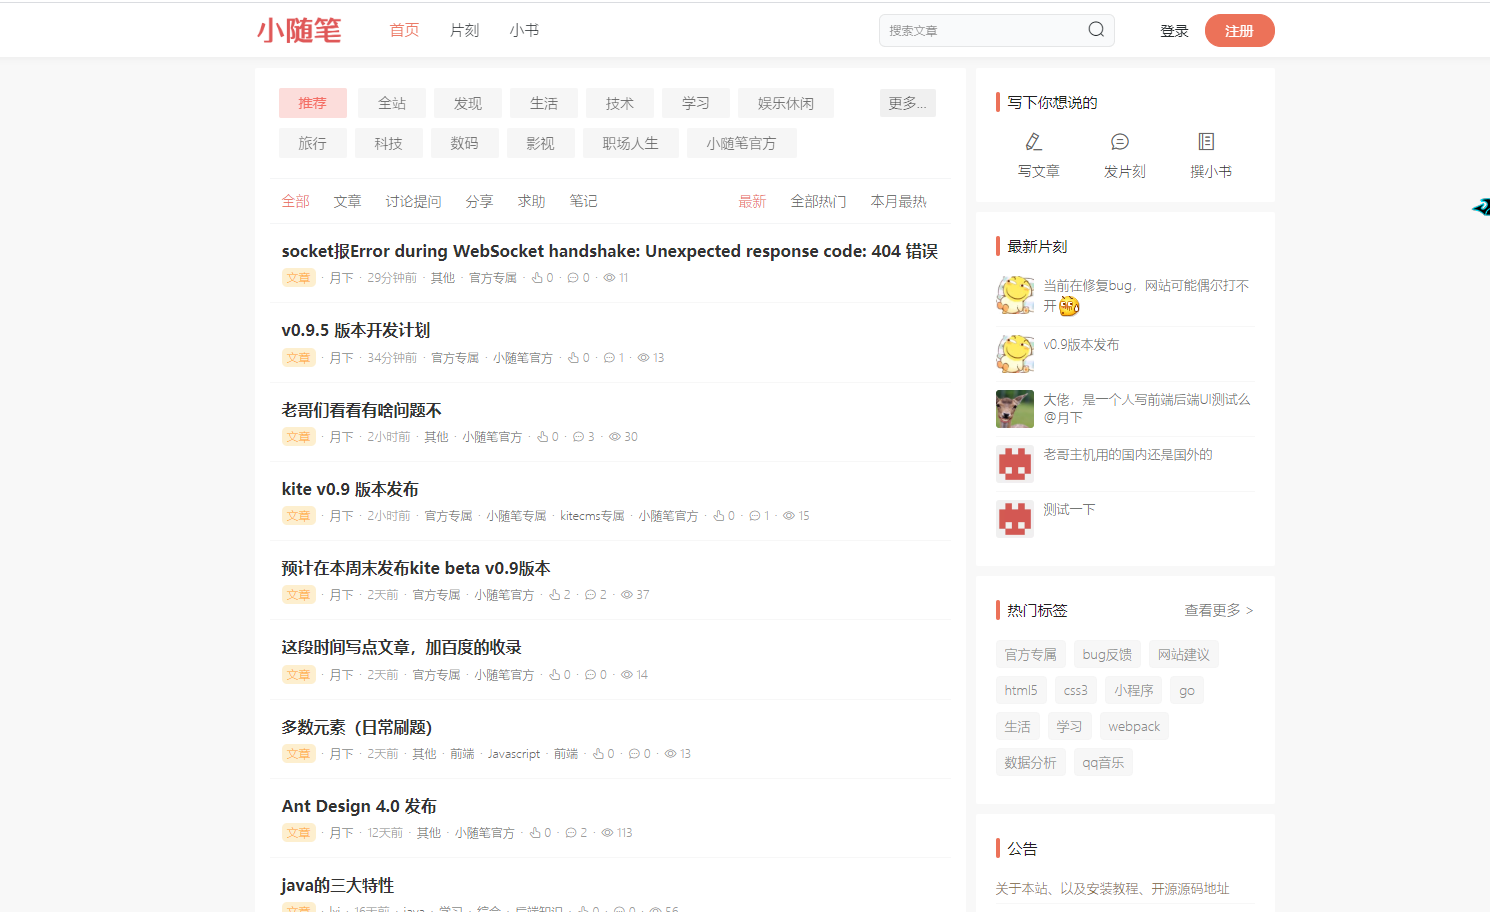 小随笔 首页 片刻 小书 搜索文章 登录 注册
推荐 全站 发现 生活 技术 学习 娱乐休闲 更多...
旅行 科技 数码 影视 职场人生 小随笔官方
全部 文章 讨论提问 分享 求助 笔记 最新 全部热门 本月最热
socket报Error during WebSocket handshake: Unexpected response code: 404 错误
文章 · 月下 · 29分钟前 · 其他 · 官方专属 · 0 · 0 · 11
v0.9.5 版本开发计划
文章 · 月下 · 34分钟前 · 官方专属 · 小随笔官方 · 0 · 1 · 13
老哥们看看有啥问题不
文章 · 月下 · 2小时前 · 其他 · 小随笔官方 · 0 · 3 · 30
kite v0.9 版本发布
文章 · 月下 · 2小时前 · 官方专属 · 小随笔专属 · kitecms专属 · 小随笔官方 · 0 · 1 · 15
预计在本周末发布kite beta v0.9版本
文章 · 月下 · 2天前 · 官方专属 · 小随笔官方 · 2 · 2 · 37
这段时间写点文章，加百度的收录
文章 · 月下 · 2天前 · 官方专属 · 小随笔官方 · 0 · 0 · 14
多数元素（日常刷题）
文章 · 月下 · 2天前 · 其他 · 前端 · Javascript · 前端 · 0 · 0 · 13
Ant Design 4.0 发布
文章 · 月下 · 12天前 · 其他 · 小随笔官方 · 0 · 2 · 113
java的三大特性
文章 · lxj · 16天前 · java · 学习 · 综合 · 后端知识 · 0 · 0 · 56
写下你想说的
写文章 发片刻 撰小书
最新片刻
当前在修复bug，网站可能偶尔打不
开
v0.9版本发布
大佬，是一个人写前端后端UI测试么
@月下
老哥主机用的国内还是国外的
测试一下
热门标签 查看更多 >
官方专属 bug反馈 网站建议
html5 css3 小程序 go
生活 学习 webpack
数据分析 qq音乐
公告
关于本站、以及安装教程、开源源码地址